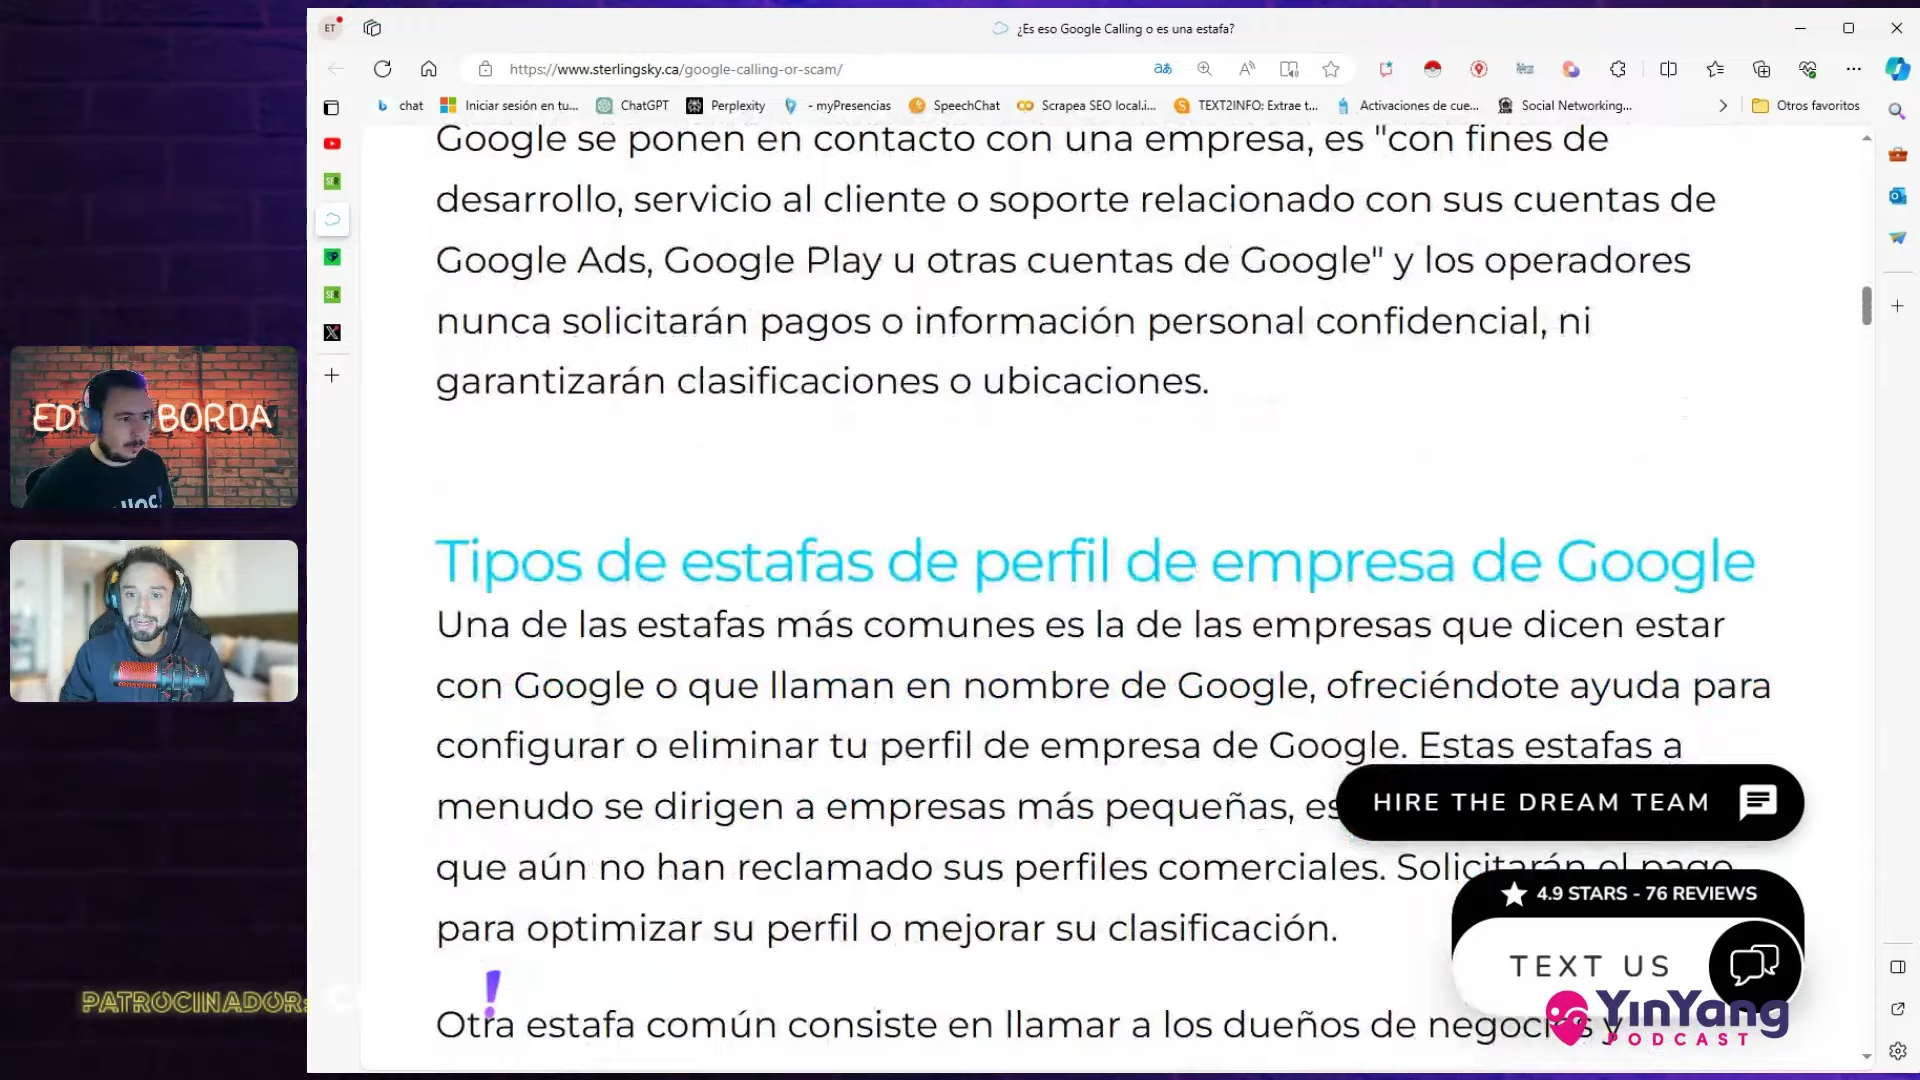 ET
¿Es eso Google Calling o es una estafa?
https://www.sterlingsky.ca/google-calling-or-scam/
chat
Iniciar sesión en tu...
ChatGPT
Perplexity
- myPresencias
SpeechChat
Scrapea SEO local.i...
TEXT2INFO: Extrae t...
Activaciones de cue...
Social Networking...
Otros favoritos
Google se ponen en contacto con una empresa, es "con fines de
desarrollo, servicio al cliente o soporte relacionado con sus cuentas de
Google Ads, Google Play u otras cuentas de Google" y los operadores
nunca solicitarán pagos o información personal confidencial, ni
garantizarán clasificaciones o ubicaciones.
Tipos de estafas de perfil de empresa de Google
Una de las estafas más comunes es la de las empresas que dicen estar
con Google o que llaman en nombre de Google, ofreciéndote ayuda para
configurar o eliminar tu perfil de empresa de Google. Estas estafas a
menudo se dirigen a empresas más pequeñas, es
HIRE THE DREAM TEAM
que aún no han reclamado sus perfiles comerciales. Solicitarán el pago
para optimizar su perfil o mejorar su clasificación.
4.9 STARS - 76 REVIEWS
TEXT US
Otra estafa común consiste en llamar a los dueños de negocios y
YinYang
PODCAST
ED BORDA
PATROCINADOR: